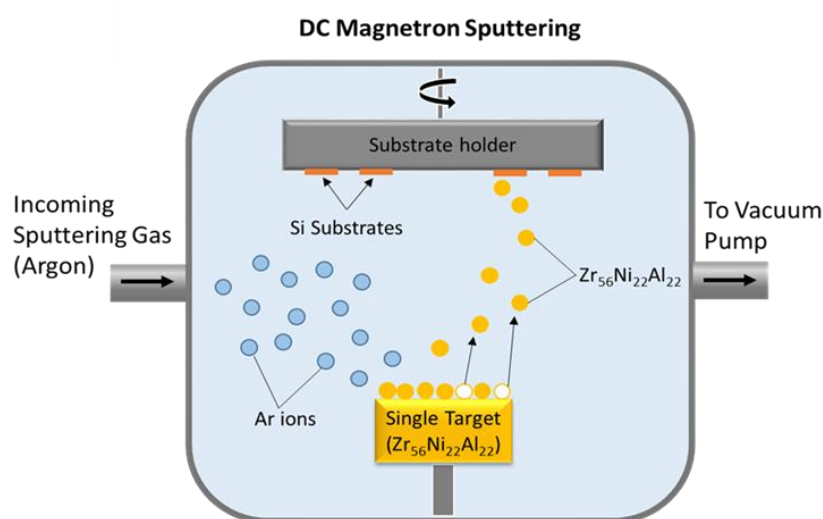 DC Magnetron Sputtering
Substrate holder
Incoming
Sputtering Gas
(Argon)
Si Substrates
To Vacuum
Pump
Zr₅₆Ni₂₂Al₂₂
Ar ions
Single Target
(Zr₅₆Ni₂₂Al₂₂)